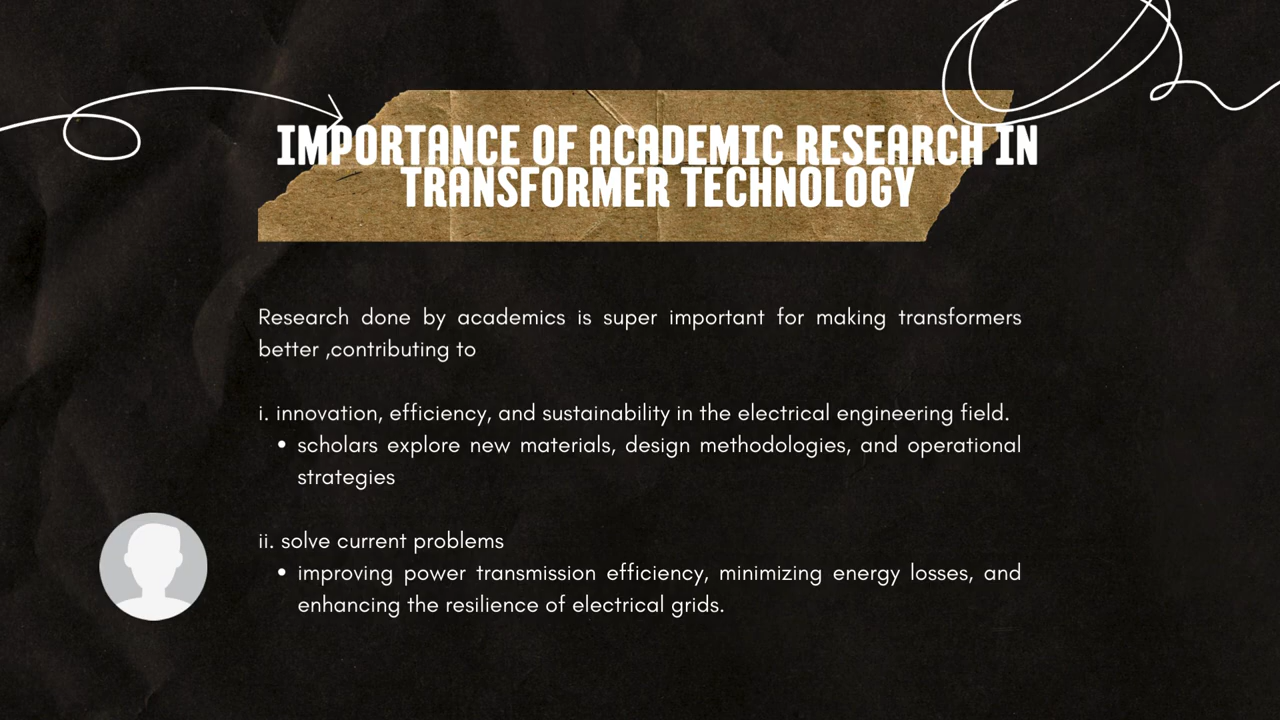 IMPORTANCE OF ACADEMIC RESEARCH IN
TRANSFORMER TECHNOLOGY
Research done by academics is super important for making transformers
better ,contributing to
i. innovation, efficiency, and sustainability in the electrical engineering field.
• scholars explore new materials, design methodologies, and operational
strategies
ii. solve current problems
• improving power transmission efficiency, minimizing energy losses, and
enhancing the resilience of electrical grids.